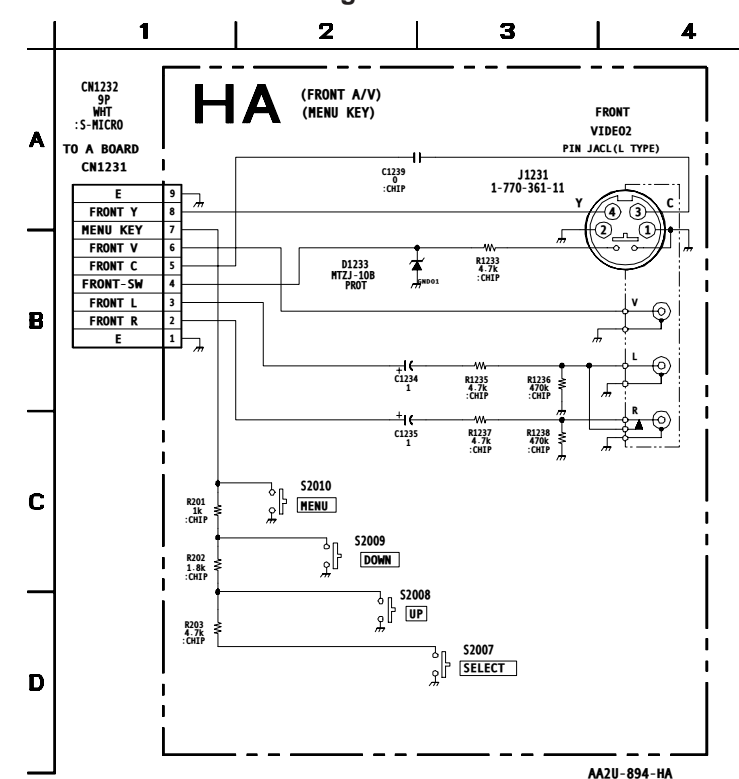 1 2 3 4
A
B
C
D
CN1232
9P
WHT
:S-MICRO
TO A BOARD
CN1231
E 9
FRONT Y 8
MENU KEY 7
FRONT V 6
FRONT C 5
FRONT-SW 4
FRONT L 3
FRONT R 2
E 1
HA
(FRONT A/V)
(MENU KEY)
FRONT
VIDEO2
PIN JACL(L TYPE)
C1239
0
:CHIP
J1231
1-770-361-11
Y C
4 3
2 1
D1233
MTZJ-10B
PROT
GND01
R1233
4.7k
:CHIP
V
L
R
+
C1234
1
R1235
4.7k
:CHIP
R1236
470k
:CHIP
+
C1235
1
R1237
4.7k
:CHIP
R1238
470k
:CHIP
R201
1k
:CHIP
S2010
MENU
R202
1.8k
:CHIP
S2009
DOWN
R203
4.7k
:CHIP
S2008
UP
S2007
SELECT
AA2U-894-HA